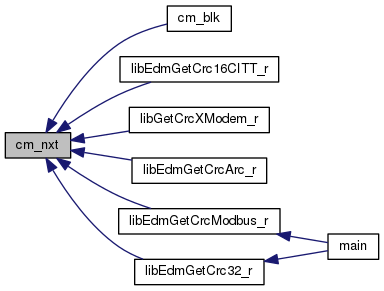 cm_blk
libEdmGetCrc16CITT_r
libGetCrcXModem_r
cm_nxt
libEdmGetCrcArc_r
libEdmGetCrcModbus_r
main
libEdmGetCrc32_r